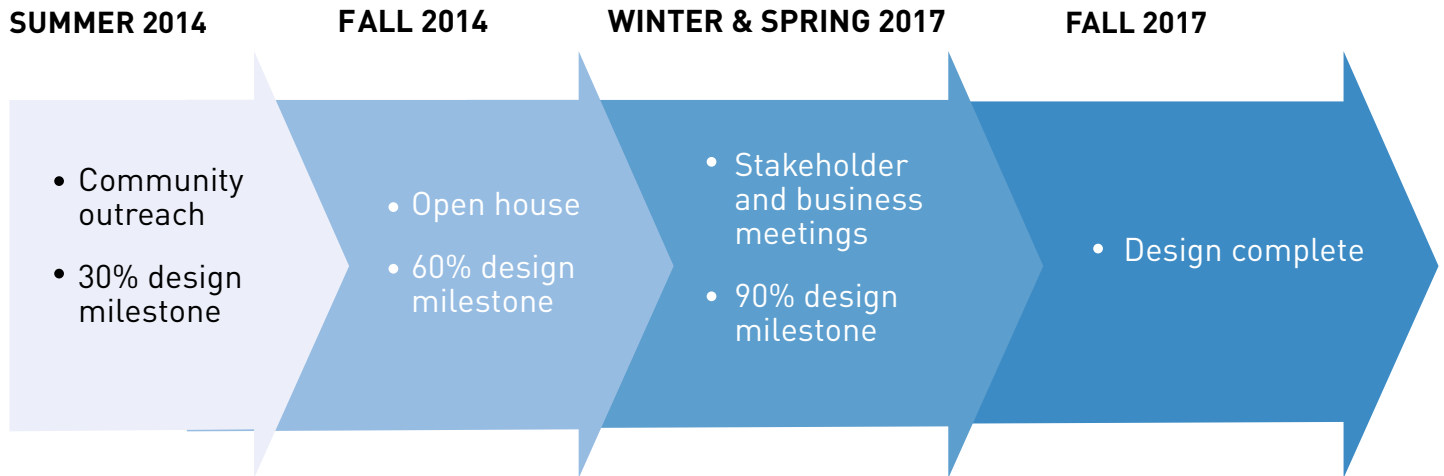 SUMMER 2014
FALL 2014
WINTER & SPRING 2017
FALL 2017
• Community
outreach
• 30% design
milestone
• Open house
• 60% design
milestone
• Stakeholder
and business
meetings
• 90% design
milestone
• Design complete